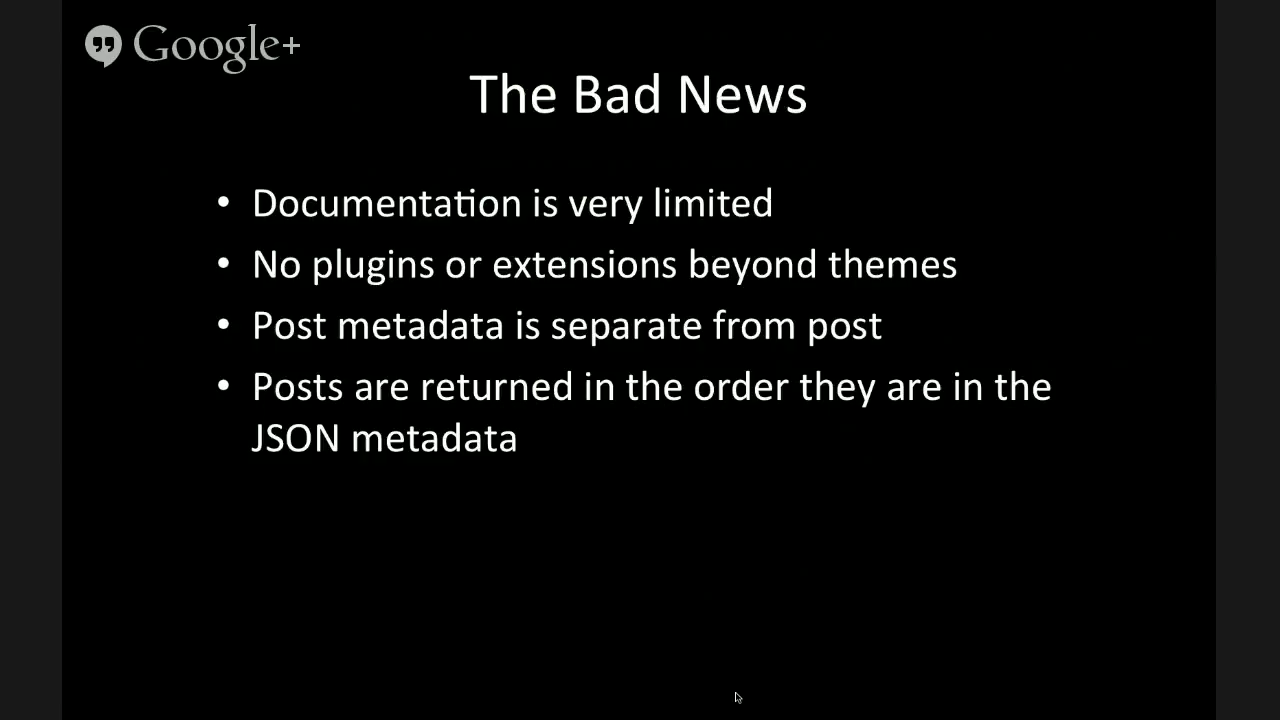 Google+
The Bad News
• Documentation is very limited
• No plugins or extensions beyond themes
• Post metadata is separate from post
• Posts are returned in the order they are in the
JSON metadata